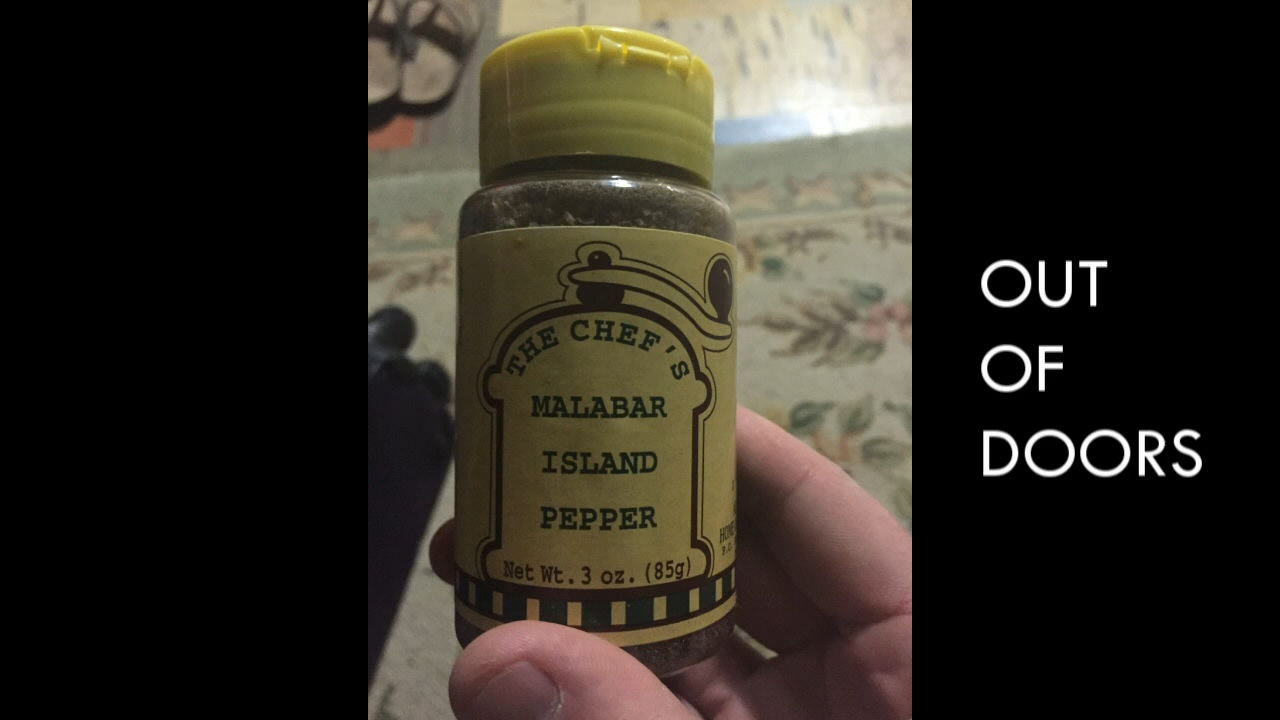 THE CHEF'S
MALABAR
ISLAND
PEPPER
Net Wt. 3 oz. (85g)
OUT
OF
DOORS